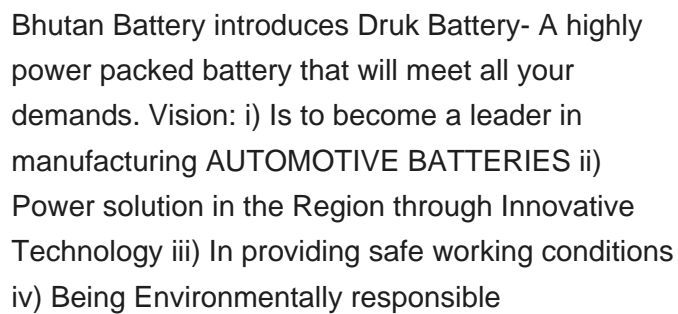 Bhutan Battery introduces Druk Battery- A highly
power packed battery that will meet all your
demands. Vision: i) Is to become a leader in
manufacturing AUTOMOTIVE BATTERIES ii)
Power solution in the Region through Innovative
Technology iii) In providing safe working conditions
iv) Being Environmentally responsible